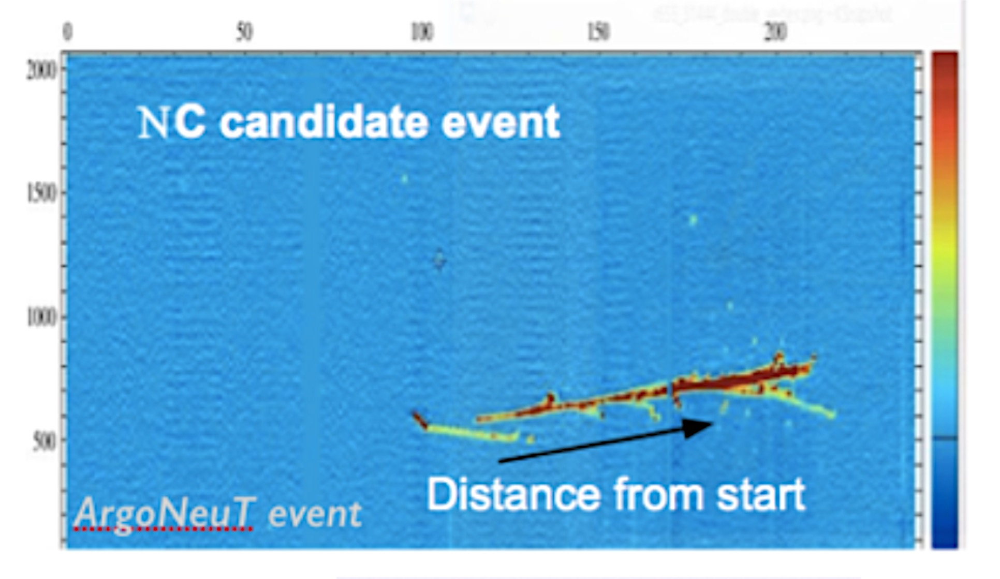 0 50 100 150 200
2000
NC candidate event
1500
1000
500
Distance from start
ArgoNeuT event